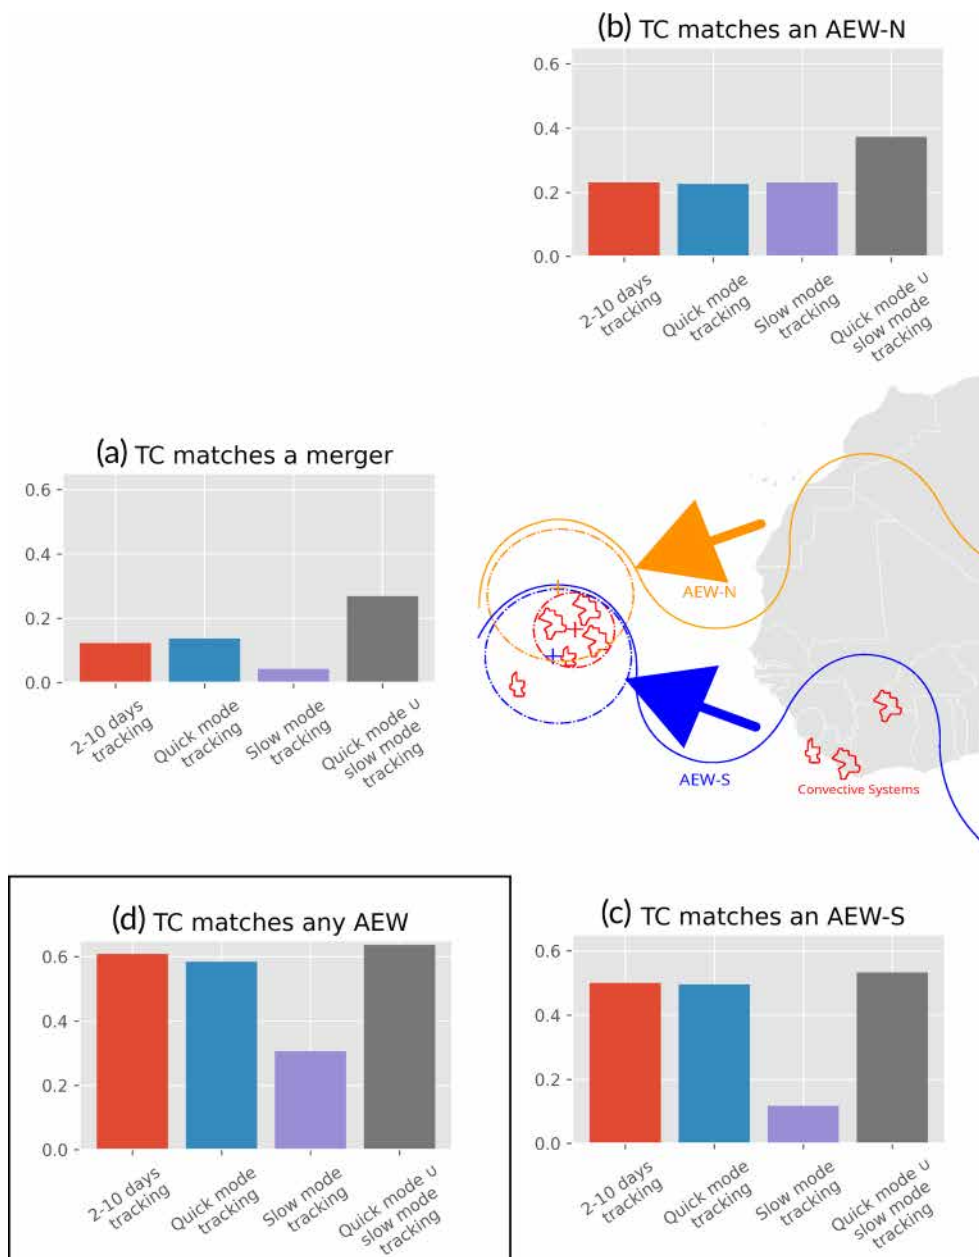 (b) TC matches an AEW-N
0.6
0.4
0.2
0.0
2-10 days
tracking
Quick mode
tracking
Slow mode
tracking
Quick mode ∪
slow mode
tracking
(a) TC matches a merger
0.6
0.4
0.2
0.0
2-10 days
tracking
Quick mode
tracking
Slow mode
tracking
Quick mode ∪
slow mode
tracking
AEW-N
AEW-S
Convective Systems
(d) TC matches any AEW
0.6
0.4
0.2
0.0
2-10 days
tracking
Quick mode
tracking
Slow mode
tracking
Quick mode ∪
slow mode
tracking
(c) TC matches an AEW-S
0.6
0.4
0.2
0.0
2-10 days
tracking
Quick mode
tracking
Slow mode
tracking
Quick mode ∪
slow mode
tracking